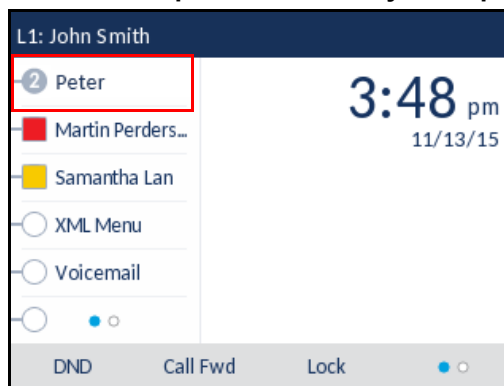 L1: John Smith
2 Peter
3:48 pm
Martin Perders...
11/13/15
Samantha Lan
XML Menu
Voicemail
DND Call Fwd Lock